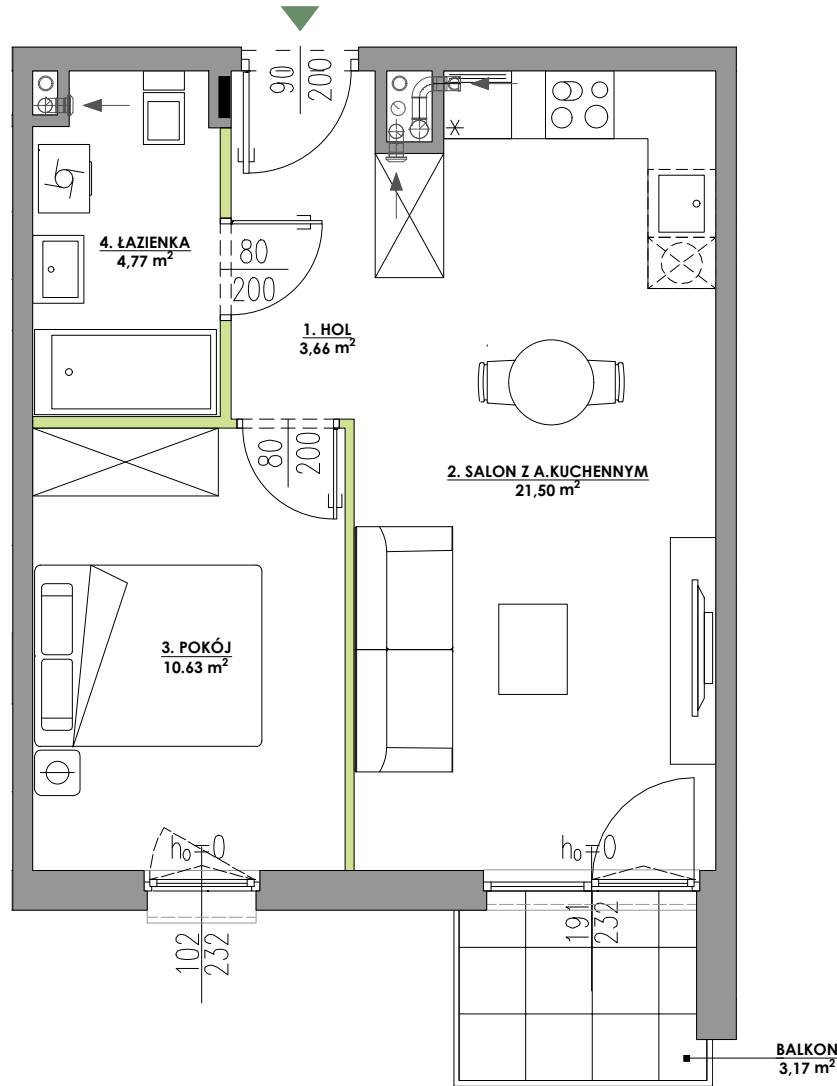 90
200
4. ŁAZIENKA
4,77 m²
80
200
1. HOL
3,66 m²
80
200
2. SALON Z A.KUCHENNYM
21,50 m²
3. POKÓJ
10.63 m²
h₀=0
h₀=0
102
232
191
232
BALKON
3,17 m²